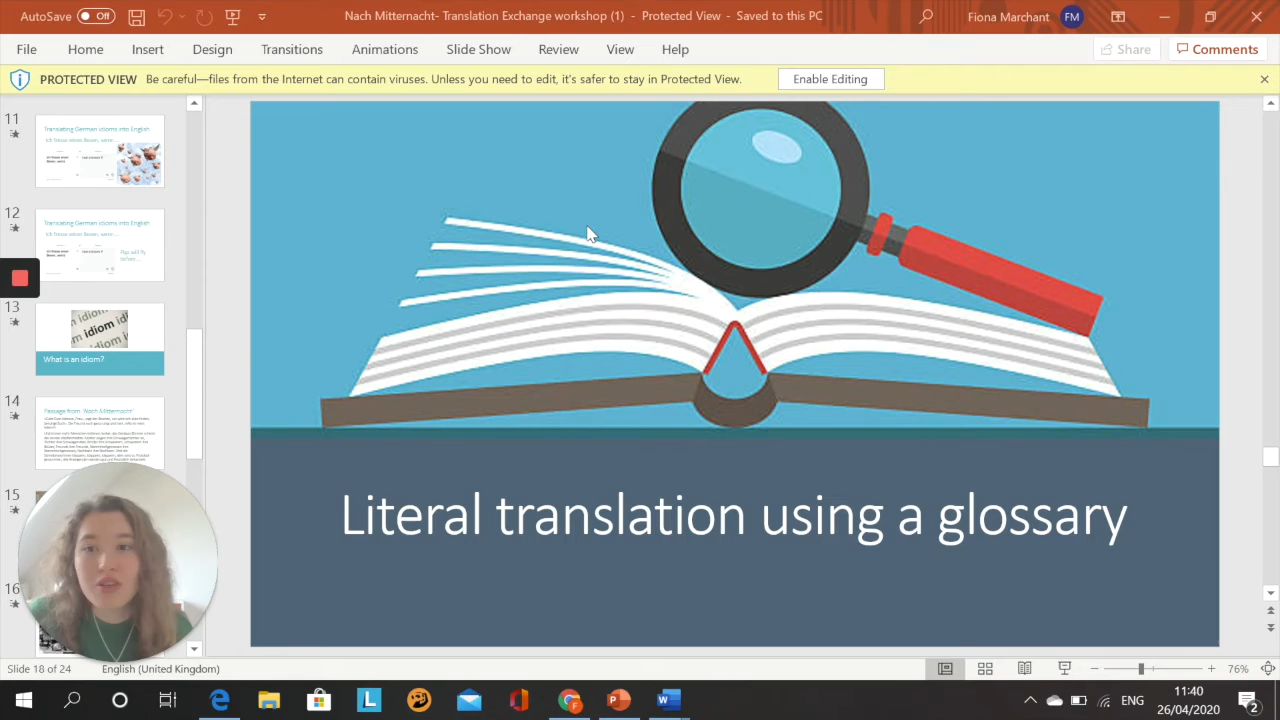 AutoSave Off
Nach Mitternacht- Translation Exchange workshop (1) - Protected View - Saved to this PC
Fiona Marchant FM
File Home Insert Design Transitions Animations Slide Show Review View Help
Share Comments
PROTECTED VIEW Be careful—files from the Internet can contain viruses. Unless you need to edit, it's safer to stay in Protected View. Enable Editing
11
Translating German idioms into English
12
Translating German idioms into English
Pigs will fly
before ...
13
idiom
What is an idiom?
14
Passage from 'Nach Mitternacht'
15
16
Literal translation using a glossary
Slide 18 of 24 English (United Kingdom) 76%
ENG
11:40
26/04/2020
2